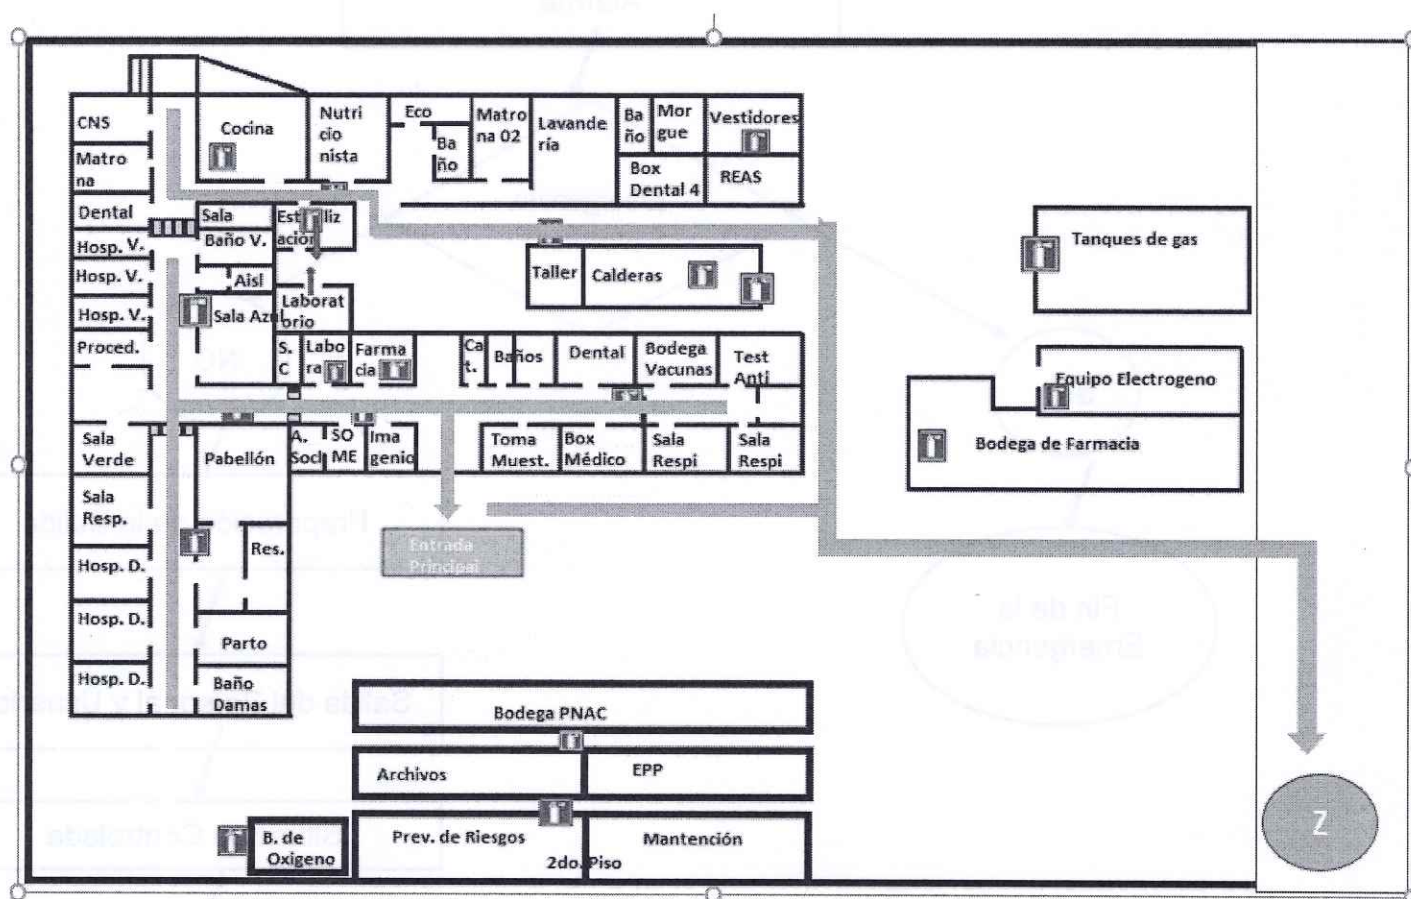 CNS
Cocina
Nutri
cio
nista
Eco
Ba
ño
Matro
na 02
Lavande
ría
Ba
ño
Mor
gue
Vestidores
Matro
na
Box
Dental 4
REAS
Dental
Sala
Hosp. V.
Baño V.
Hosp. V.
Aisl
Hosp. V.
Sala Azul
Laborat
orio
Taller
Calderas
Tanques de gas
Proced.
S.
C
Labo
ra
Farma
cia
Ca
t.
Baños
Dental
Bodega
Vacunas
Test
Anti
Equipo Electrogeno
Bodega de Farmacia
Sala
Verde
Pabellón
A.
Socl
SO
ME
Ima
genio
Toma
Muest.
Box
Médico
Sala
Respi
Sala
Respi
Sala
Resp.
Res.
Entrada
Principal
Hosp. D.
Hosp. D.
Parto
Hosp. D.
Baño
Damas
Fin de la
Emergencia
Bodega PNAC
Archivos
EPP
B. de
Oxigeno
Prev. de Riesgos
Mantención
2do. Piso
Z